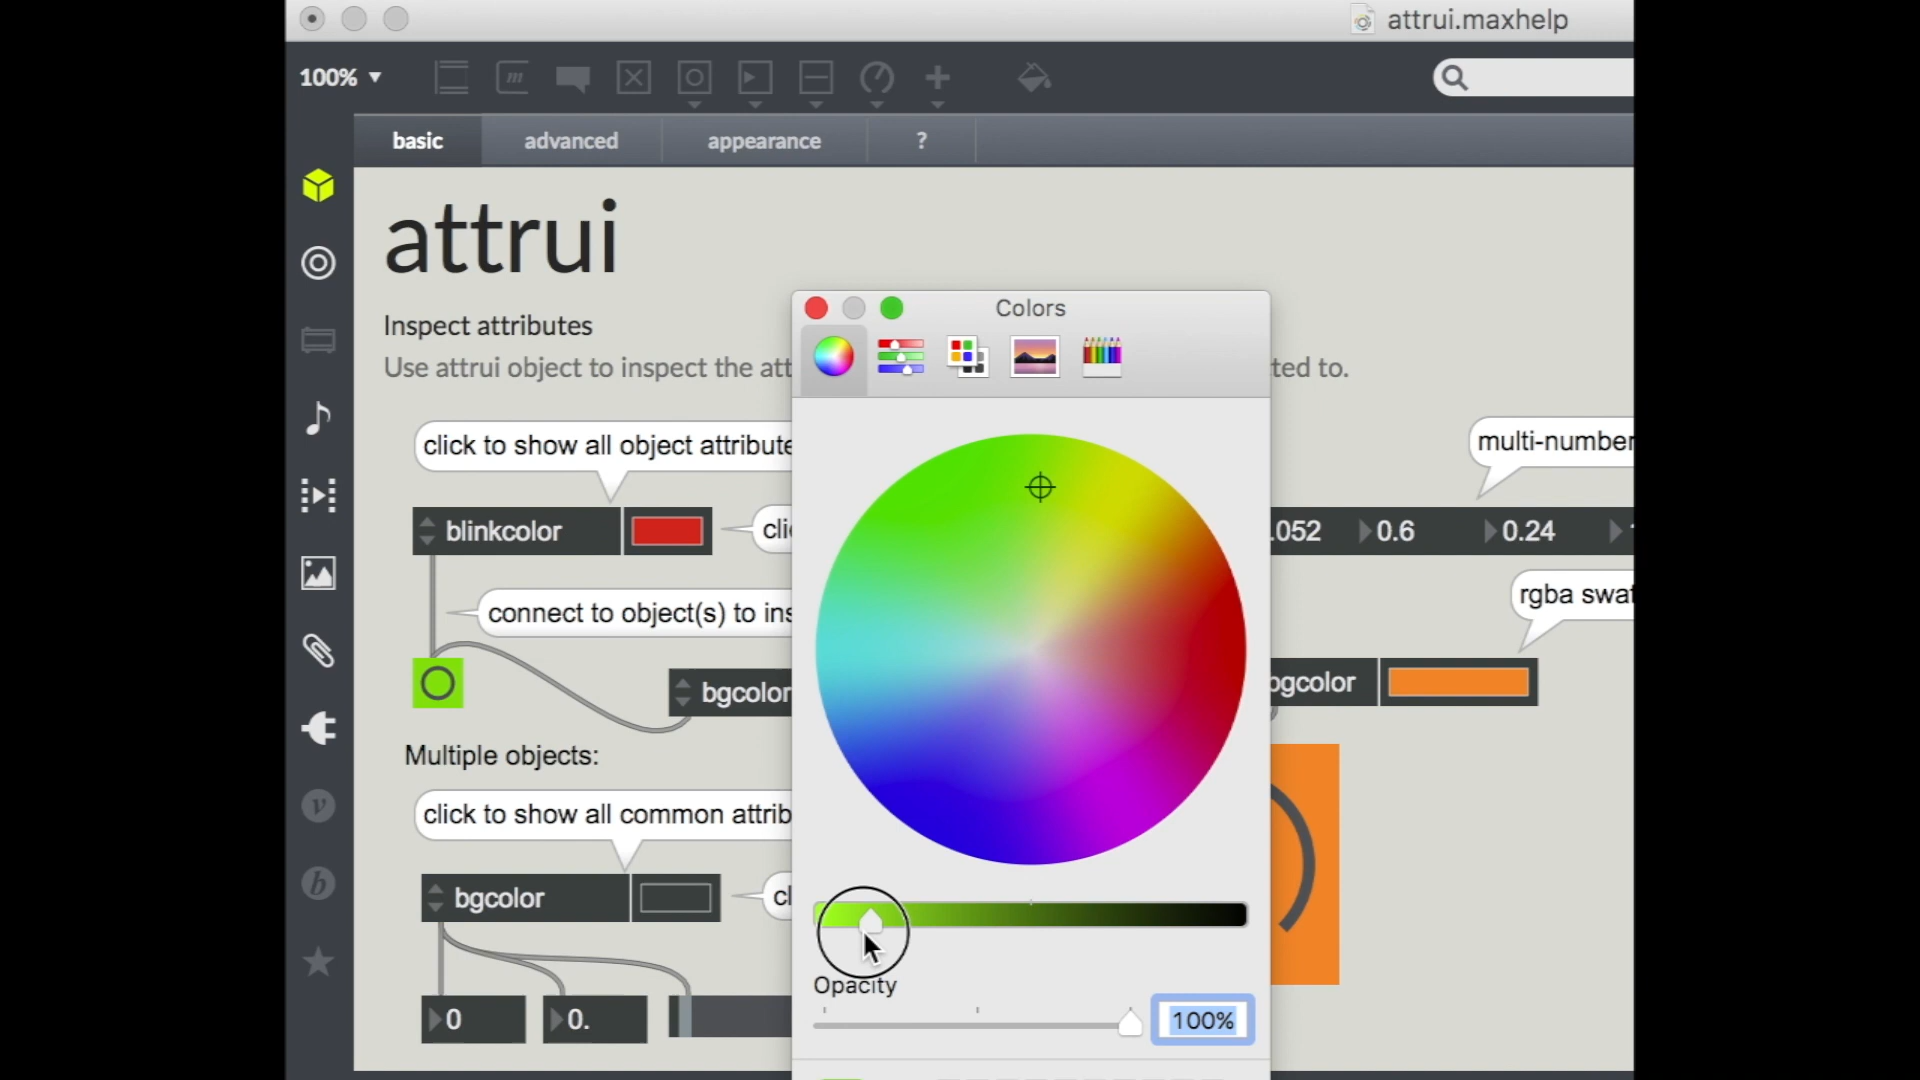 attrui.maxhelp
100%
m
basic advanced appearance ?
attrui
Inspect attributes
Use attrui object to inspect the att ted to.
Colors
click to show all object attribute
multi-number
blinkcolor
cli
.052 0.6 0.24
connect to object(s) to ins
rgba swat
bgcolor
bgcolor
Multiple objects:
click to show all common attrib
bgcolor
cl
v
b
Opacity
0 0.
100%